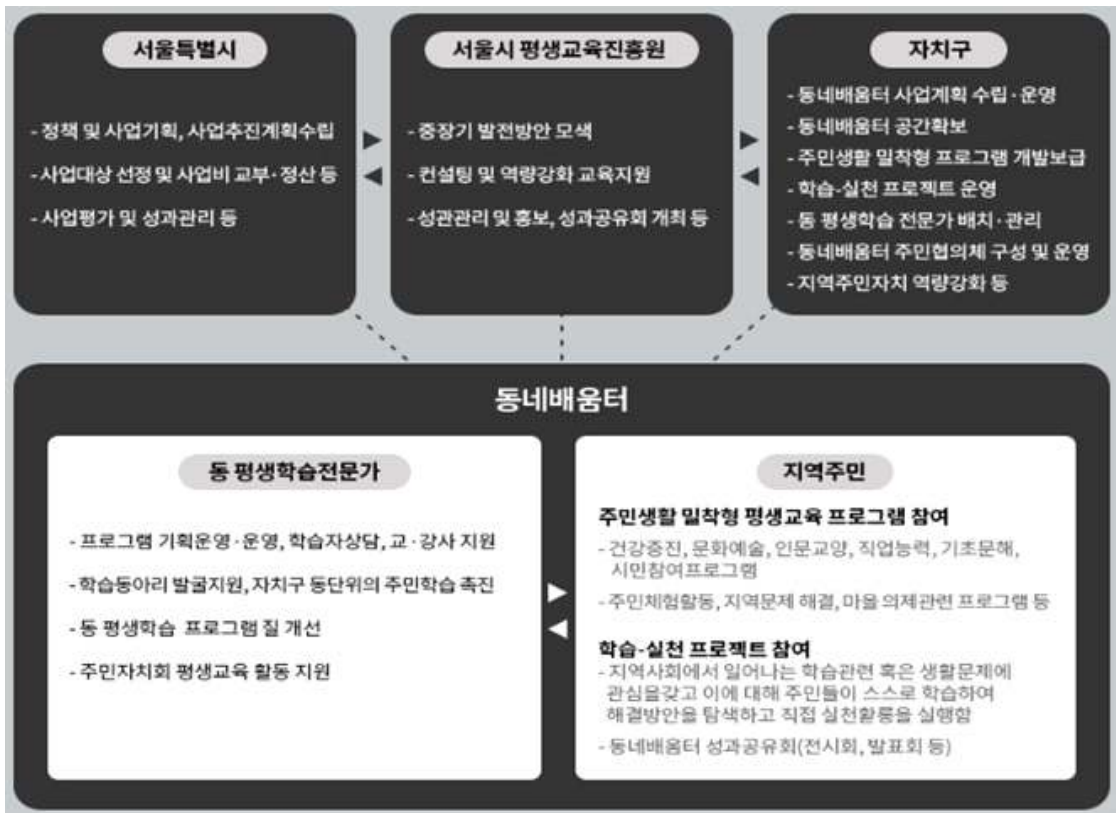 서울특별시
- 정책 및 사업기획, 사업추진계획수립
- 사업대상 선정 및 사업비 교부·정산 등
- 사업평가 및 성과관리 등
서울시 평생교육진흥원
- 중장기 발전방안 모색
- 컨설팅 및 역량강화 교육지원
- 성관관리 및 홍보, 성과공유회 개최 등
자치구
- 동네배움터 사업계획 수립·운영
- 동네배움터 공간확보
- 주민생활 밀착형 프로그램 개발보급
- 학습-실천 프로젝트 운영
- 동 평생학습 전문가 배치·관리
- 동네배움터 주민협의체 구성 및 운영
- 지역주민자치 역량강화 등
동네배움터
동 평생학습전문가
- 프로그램 기획운영·운영, 학습자상담, 교·강사 지원
- 학습동아리 발굴지원, 자치구 동단위의 주민학습 촉진
- 동 평생학습 프로그램 질 개선
- 주민자치회 평생교육 활동 지원
지역주민
주민생활 밀착형 평생교육 프로그램 참여
- 건강증진, 문화예술, 인문교양, 직업능력, 기초문해,
시민참여프로그램
- 주민체험활동, 지역문제 해결, 마을 의제관련 프로그램 등
학습-실천 프로젝트 참여
- 지역사회에서 일어나는 학습관련 혹은 생활문제에
관심을갖고 이에 대해 주민들이 스스로 학습하여
해결방안을 탐색하고 직접 실천활룡을 실행함
- 동네배움터 성과공유회(전시회, 발표회 등)